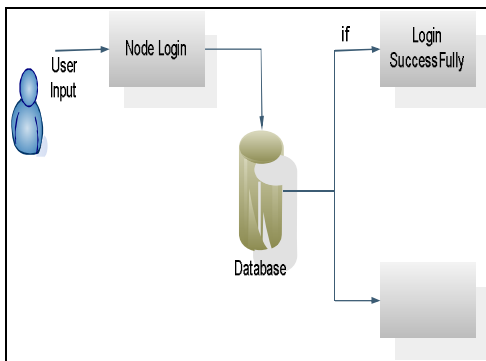 User
Input
Node Login
Database
if
Login
SuccessFully